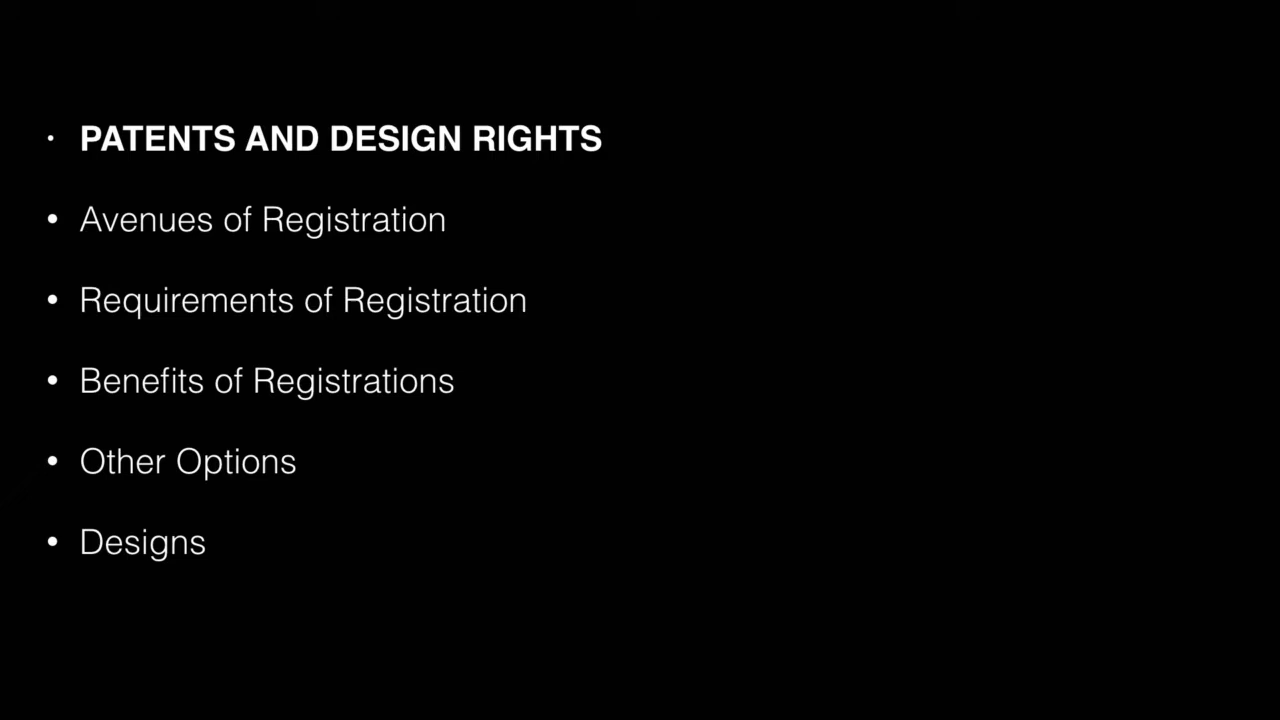 • PATENTS AND DESIGN RIGHTS
• Avenues of Registration
• Requirements of Registration
• Benefits of Registrations
• Other Options
• Designs